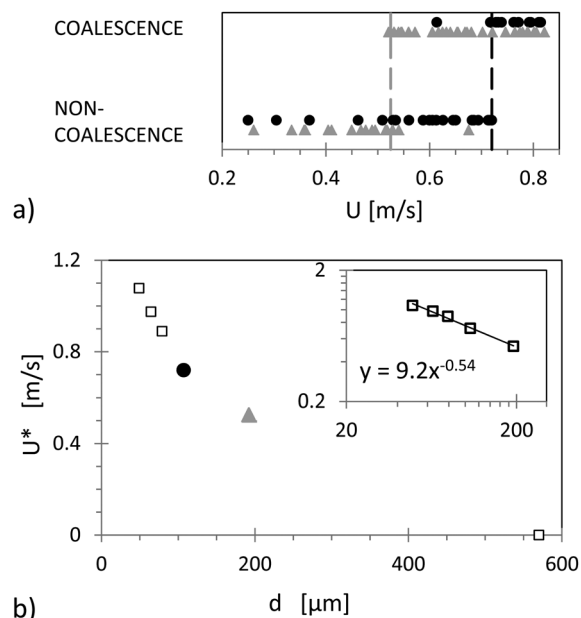 COALESCENCE
NON-
COALESCENCE
0.2 0.4 0.6 0.8
U [m/s]
a)
1.2
0.8
0.4
0
U* [m/s]
2
0.2
20 200
y = 9.2x^-0.54
0 200 400 600
d [µm]
b)